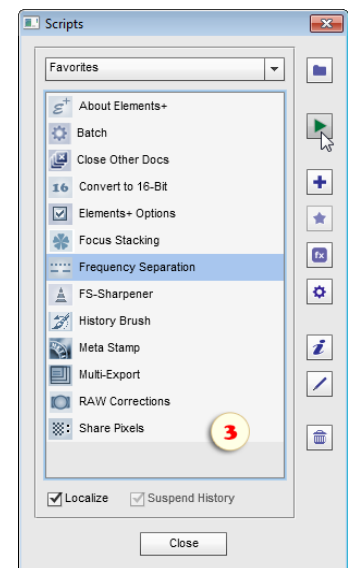 Scripts
Favorites
ε+ About Elements+
Batch
Close Other Docs
16 Convert to 16-Bit
Elements+ Options
Focus Stacking
Frequency Separation
FS-Sharpener
History Brush
Meta Stamp
Multi-Export
RAW Corrections
Share Pixels
3
fx
i
Localize Suspend History
Close